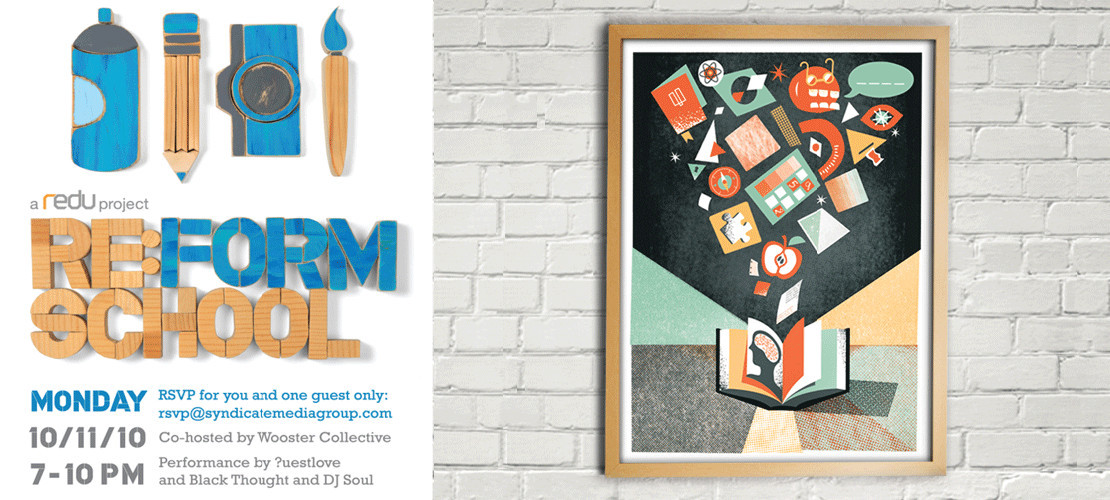 a redu project
RE:FORM
SCHOOL
MONDAY
RSVP for you and one guest only:
rsvp@syndicatemediagroup.com
10/11/10
Co-hosted by Wooster Collective
7-10 PM
Performance by ?uestlove
and Black Thought and DJ Soul